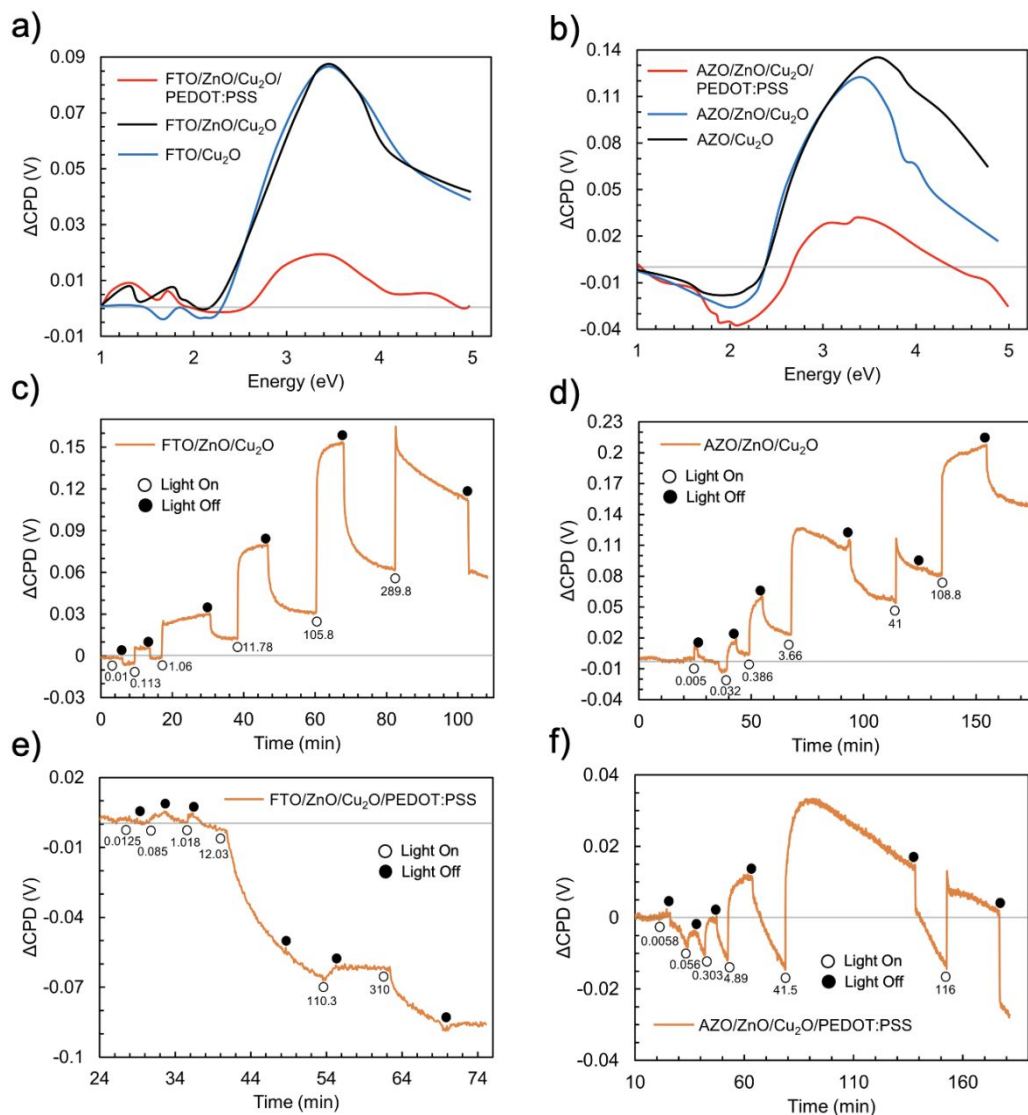 a)
0.09
0.07
0.05
0.03
0.01
-0.01
ΔCPD (V)
FTO/ZnO/Cu₂O/
PEDOT:PSS
FTO/ZnO/Cu₂O
FTO/Cu₂O
1 2 3 4 5
Energy (eV)
b)
0.14
0.11
0.08
0.05
0.02
-0.01
-0.04
ΔCPD (V)
AZO/ZnO/Cu₂O/
PEDOT:PSS
AZO/ZnO/Cu₂O
AZO/Cu₂O
1 2 3 4 5
Energy (eV)
c)
0.15
0.12
0.09
0.06
0.03
0
-0.03
ΔCPD (V)
FTO/ZnO/Cu₂O
Light On
Light Off
0.01
0.113
1.06
11.78
105.8
289.8
0 20 40 60 80 100
Time (min)
d)
0.23
0.2
0.17
0.14
0.11
0.08
0.05
0.02
-0.01
-0.04
ΔCPD (V)
AZO/ZnO/Cu₂O
Light On
Light Off
0.005
0.032
0.386
3.66
41
108.8
0 50 100 150
Time (min)
e)
0.02
-0.01
-0.04
-0.07
-0.1
ΔCPD (V)
FTO/ZnO/Cu₂O/PEDOT:PSS
Light On
Light Off
0.0125
0.085
1.018
12.03
110.3
310
24 34 44 54 64 74
Time (min)
f)
0.04
0.02
0
-0.02
-0.04
ΔCPD (V)
0.0058
0.056
0.303
4.89
41.5
116
Light On
Light Off
AZO/ZnO/Cu₂O/PEDOT:PSS
10 60 110 160
Time (min)